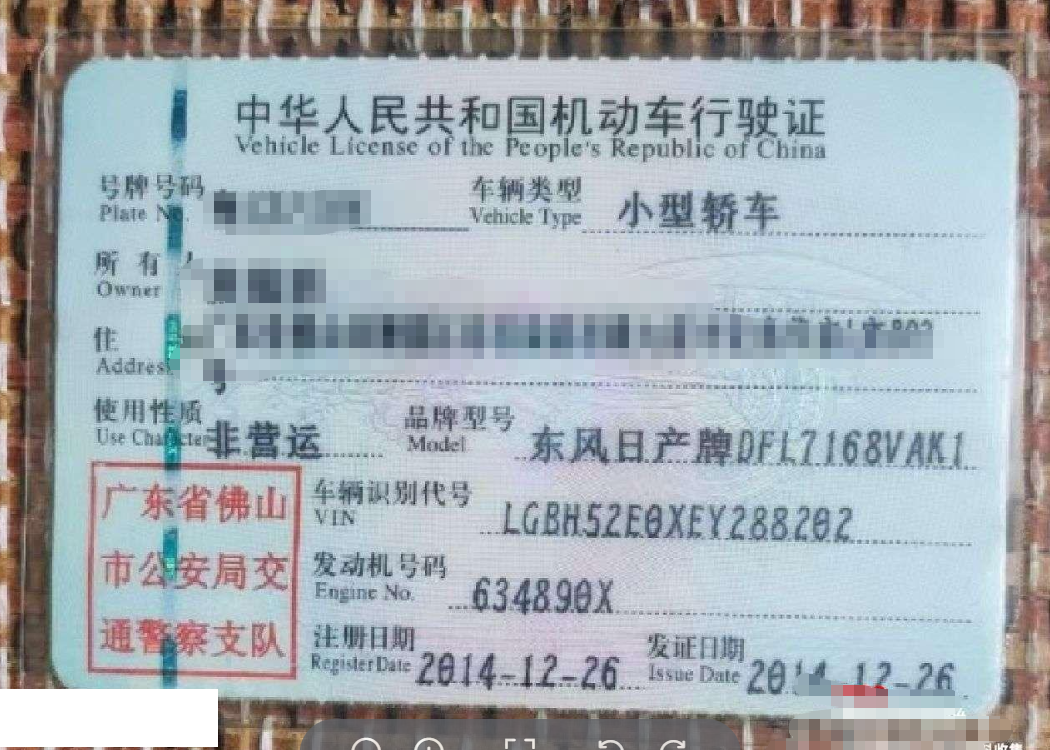 中华人民共和国机动车行驶证
Vehicle License of the People's Republic of China
号牌号码 车辆类型 小型轿车
Plate No. Vehicle Type
所有人
Owner
住
Address
号
使用性质 非营运 品牌型号 东风日产牌DFL7168VAK1
Use Character Model
广东省佛山
市公安局交
通警察支队
车辆识别代号 LGBH52E0XEY288202
VIN
发动机号码 634890X
Engine No.
注册日期 2014-12-26 发证日期 2014-12-26
Register Date Issue Date